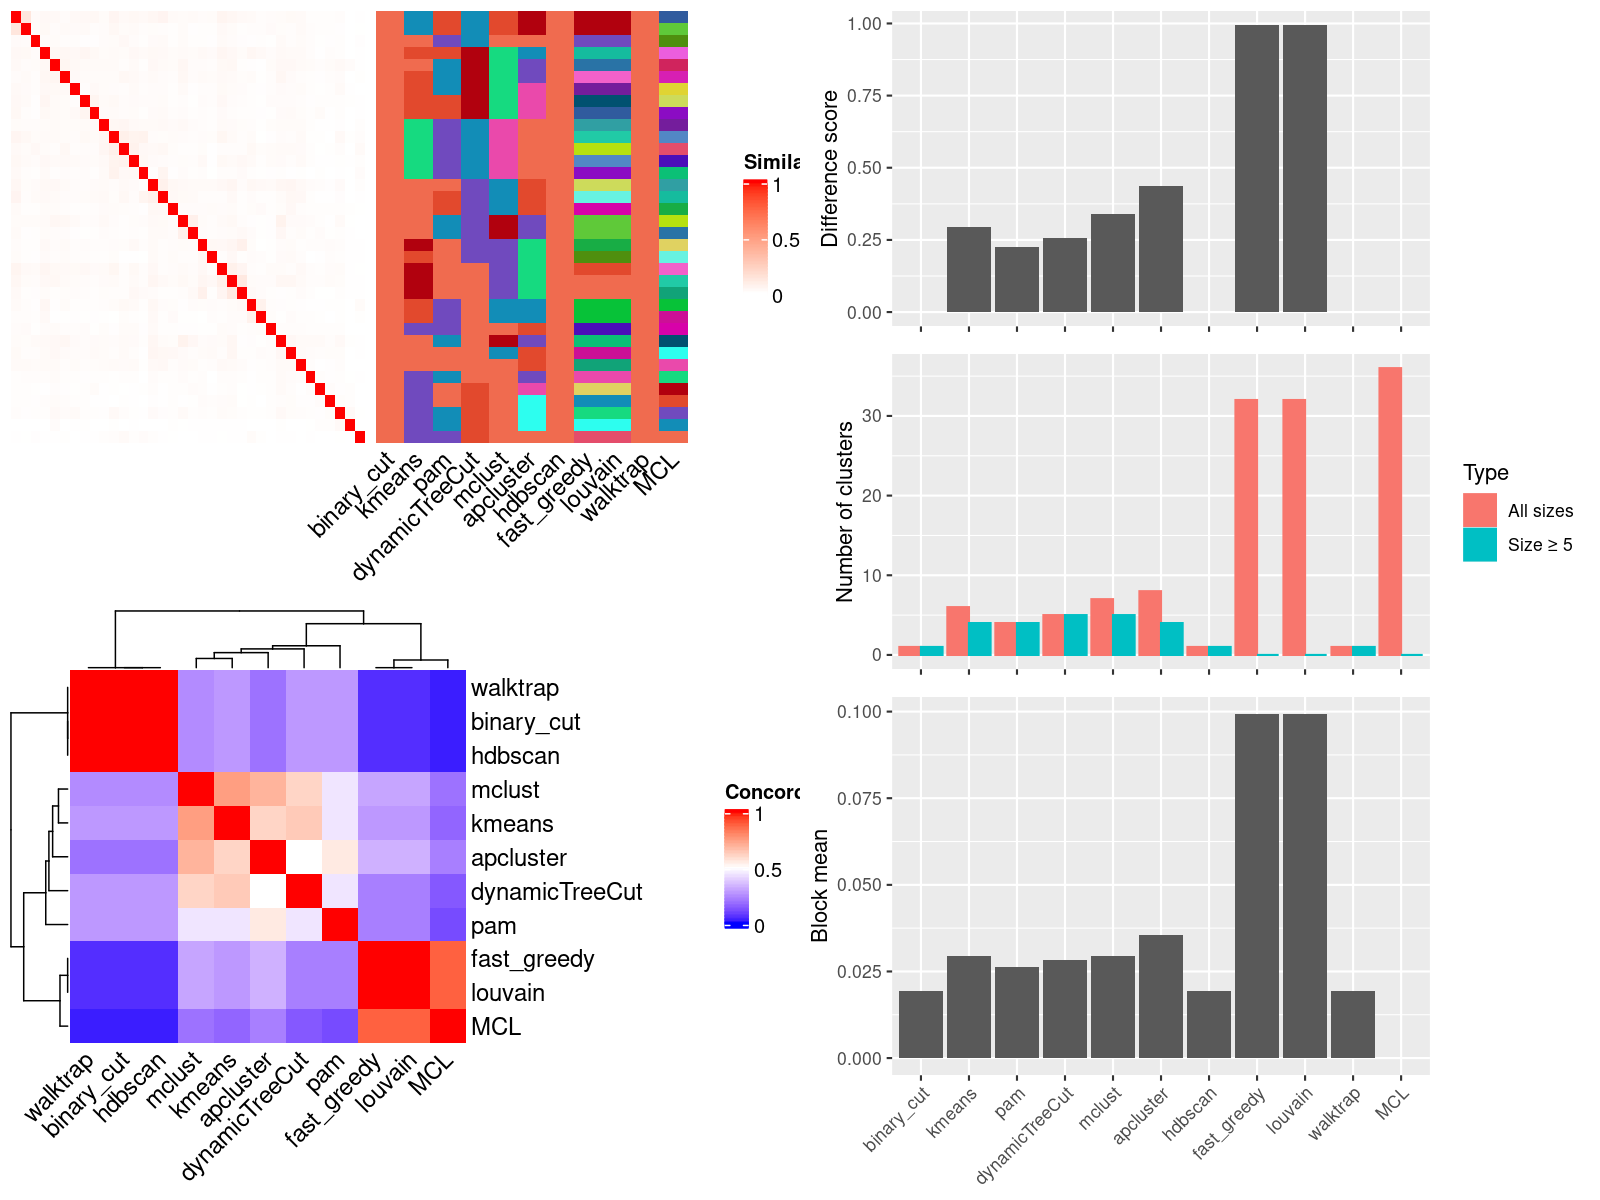 Simila
1
0.5
0
binary_cut
kmeans
pam
dynamicTreeCut
mclust
apcluster
hdbscan
fast_greedy
louvain
walktrap
MCL
walktrap
binary_cut
hdbscan
mclust
kmeans
apcluster
dynamicTreeCut
pam
fast_greedy
louvain
MCL
Concord
1
0.5
0
walktrap
binary_cut
hdbscan
mclust
kmeans
apcluster
dynamicTreeCut
pam
fast_greedy
louvain
MCL
Difference score
1.00
0.75
0.50
0.25
0.00
Number of clusters
30
20
10
0
Type
All sizes
Size ≥ 5
Block mean
0.100
0.075
0.050
0.025
0.000
binary_cut
kmeans
pam
dynamicTreeCut
mclust
apcluster
hdbscan
fast_greedy
louvain
walktrap
MCL